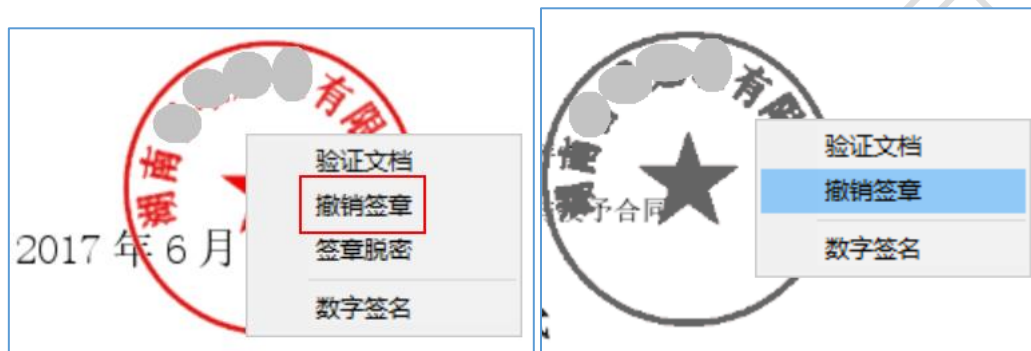 湖南
有限
2017 年 6 月
验证文档
撤销签章
签章脱密
数字签名
有限
予合同
验证文档
撤销签章
数字签名